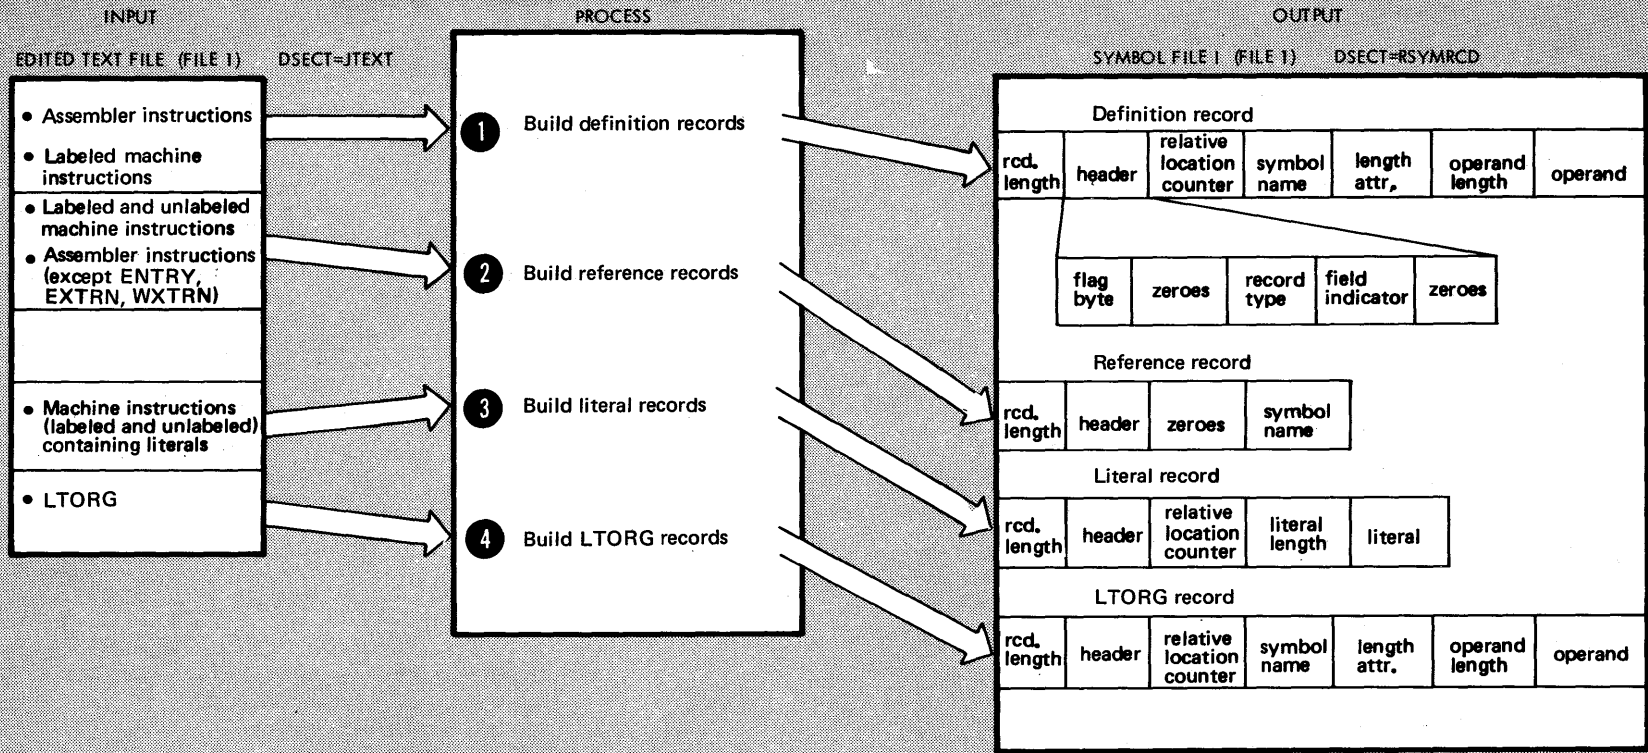 INPUT
PROCESS
OUTPUT
EDITED TEXT FILE (FILE 1) DSECT=JTEXT
SYMBOL FILE I (FILE 1) DSECT=RSYMRCD
• Assembler instructions
• Labeled machine
instructions
• Labeled and unlabeled
machine instructions
• Assembler instructions
(except ENTRY,
EXTRN, WXTRN)
• Machine instructions
(labeled and unlabeled)
containing literals
• LTORG
1 Build definition records
2 Build reference records
3 Build literal records
4 Build LTORG records
Definition record
rcd.
length
header
relative
location
counter
symbol
name
length
attr.
operand
length
operand
flag
byte
zeroes
record
type
field
indicator
zeroes
Reference record
rcd.
length
header
zeroes
symbol
name
Literal record
rcd.
length
header
relative
location
counter
literal
length
literal
LTORG record
rcd.
length
header
relative
location
counter
symbol
name
length
attr.
operand
length
operand